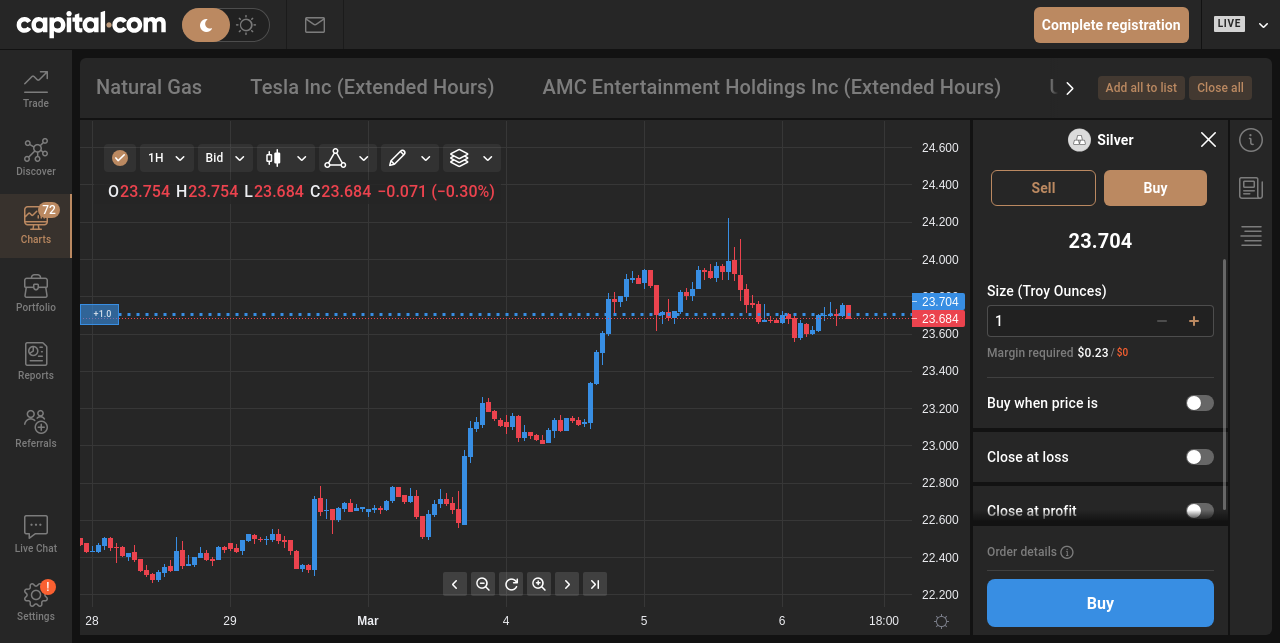 capital.com
Complete registration
LIVE
Trade
Discover
72
Charts
Portfolio
Reports
Referrals
Live Chat
!
Settings
Natural Gas
Tesla Inc (Extended Hours)
AMC Entertainment Holdings Inc (Extended Hours)
Add all to list
Close all
1H
Bid
O23.754 H23.754 L23.684 C23.684 −0.071 (−0.30%)
+1.0
24.600
24.400
24.200
24.000
23.704
23.684
23.600
23.400
23.200
23.000
22.800
22.600
22.400
22.200
28 29 Mar 4 5 6 18:00
Silver
Sell
Buy
23.704
Size (Troy Ounces)
1
Margin required $0.23 / $0
Buy when price is
Close at loss
Close at profit
Order details
Buy